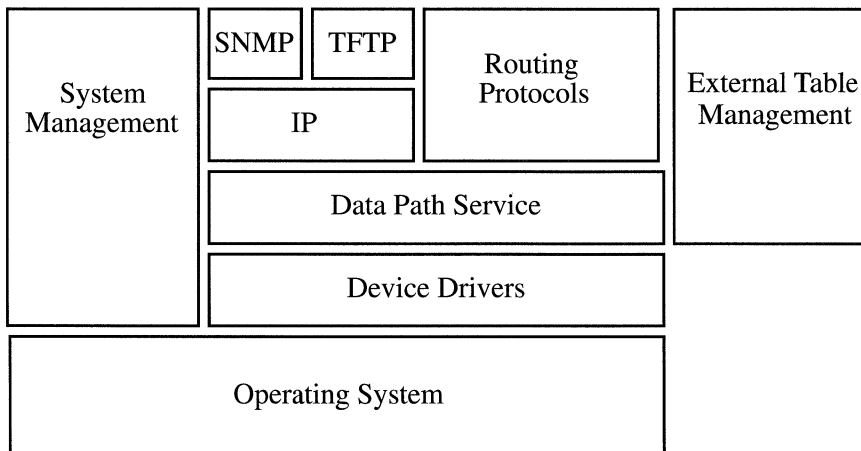 SNMP
TFTP
System
Management
Routing
Protocols
External Table
Management
IP
Data Path Service
Device Drivers
Operating System